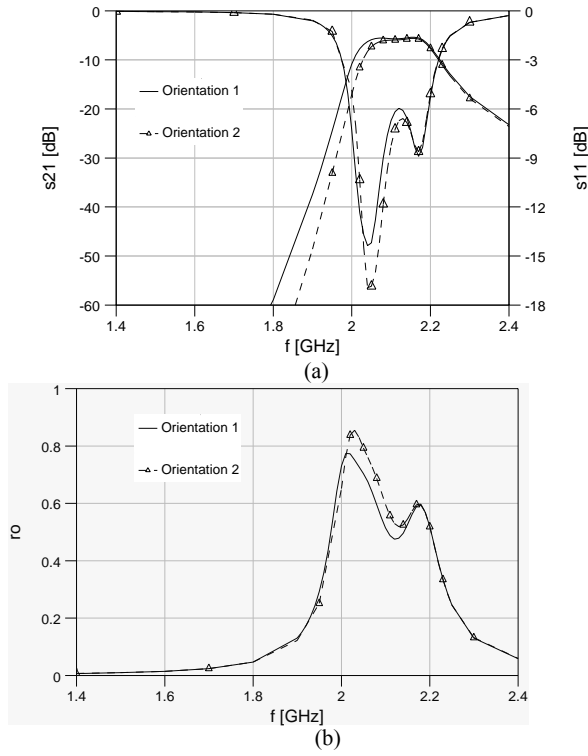 0
-10
-20
-30
-40
-50
-60
s21 [dB]
0
-3
-6
-9
-12
-15
-18
s11 [dB]
Orientation 1
Orientation 2
1.4 1.6 1.8 2 2.2 2.4
f [GHz]
(a)
1
0.8
0.6
0.4
0.2
0
ro
Orientation 1
Orientation 2
1.4 1.6 1.8 2 2.2 2.4
f [GHz]
(b)